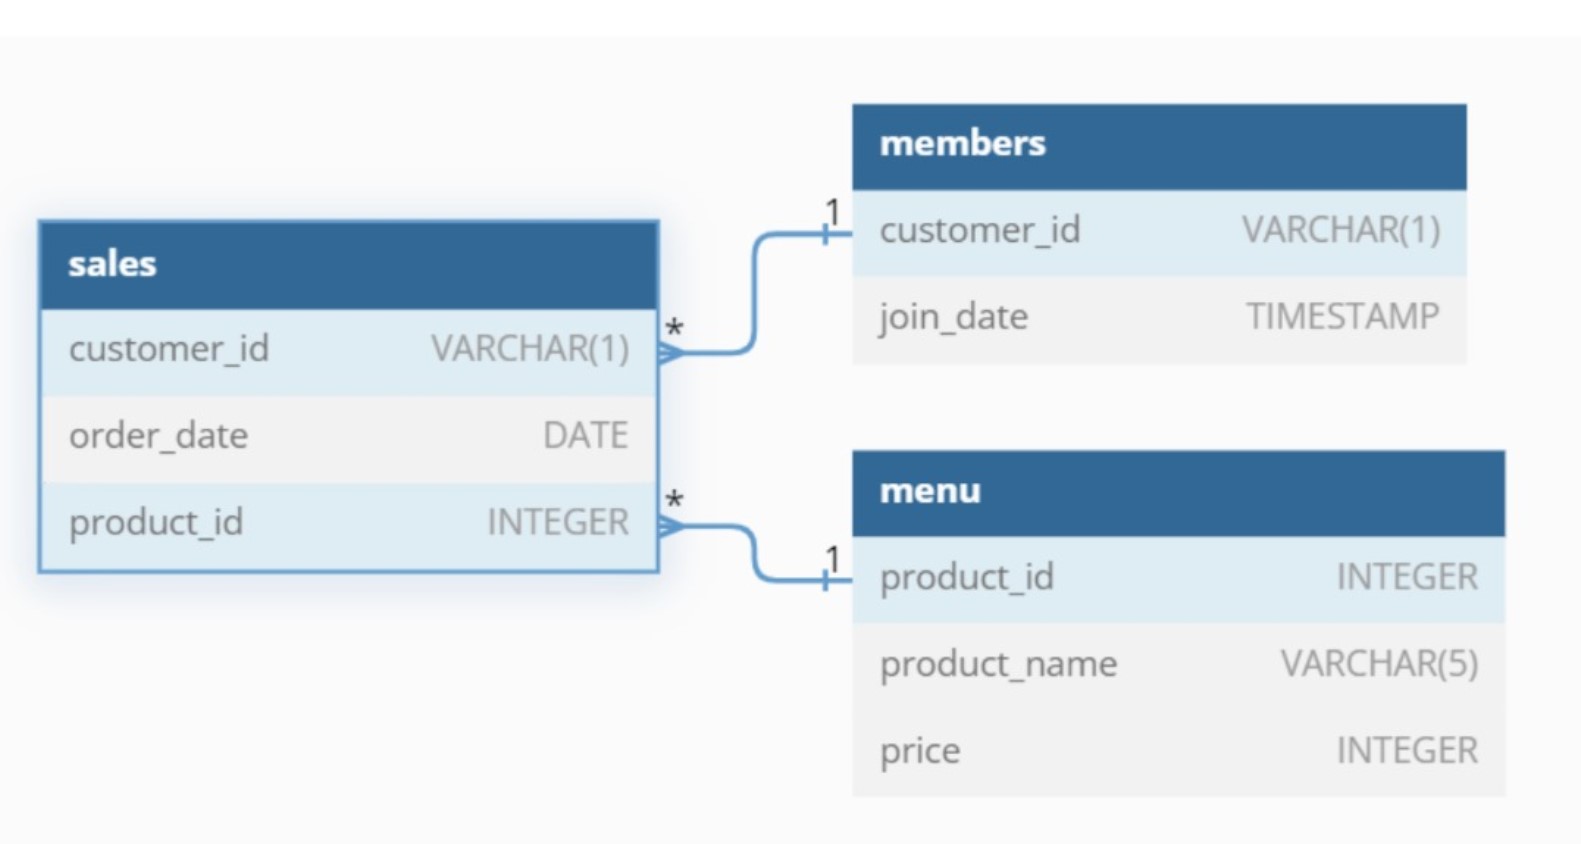 sales
customer_id VARCHAR(1)
order_date DATE
product_id INTEGER
*
*
1
1
members
customer_id VARCHAR(1)
join_date TIMESTAMP
menu
product_id INTEGER
product_name VARCHAR(5)
price INTEGER